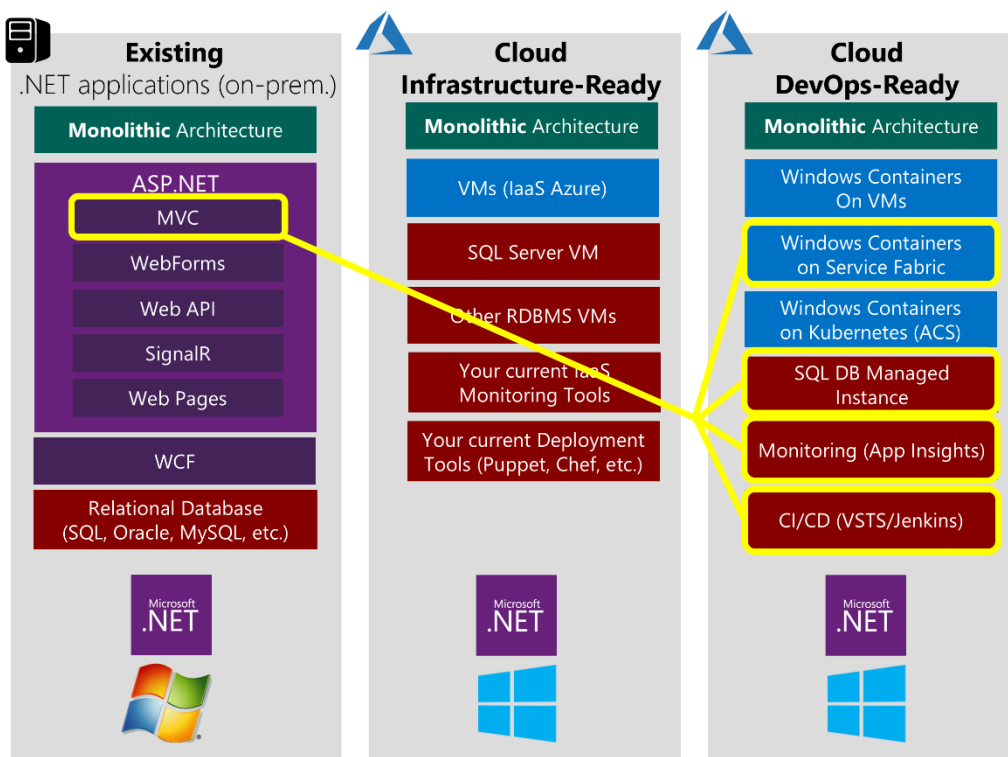 Existing
.NET applications (on-prem.)
Monolithic Architecture
ASP.NET
MVC
WebForms
Web API
SignalR
Web Pages
WCF
Relational Database
(SQL, Oracle, MySQL, etc.)
Microsoft
.NET
Cloud
Infrastructure-Ready
Monolithic Architecture
VMs (IaaS Azure)
SQL Server VM
Other RDBMS VMs
Your current IaaS
Monitoring Tools
Your current Deployment
Tools (Puppet, Chef, etc.)
Microsoft
.NET
Cloud
DevOps-Ready
Monolithic Architecture
Windows Containers
On VMs
Windows Containers
on Service Fabric
Windows Containers
on Kubernetes (ACS)
SQL DB Managed
Instance
Monitoring (App Insights)
CI/CD (VSTS/Jenkins)
Microsoft
.NET